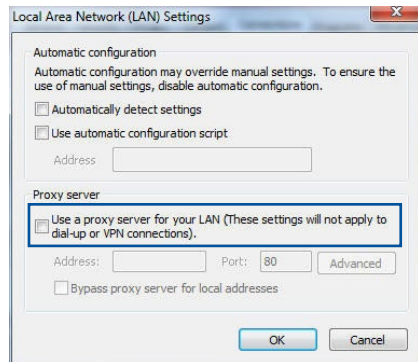 Local Area Network (LAN) Settings
Automatic configuration
Automatic configuration may override manual settings. To ensure the
use of manual settings, disable automatic configuration.
Automatically detect settings
Use automatic configuration script
Address
Proxy server
Use a proxy server for your LAN (These settings will not apply to
dial-up or VPN connections).
Address: Port: 80 Advanced
Bypass proxy server for local addresses
OK Cancel